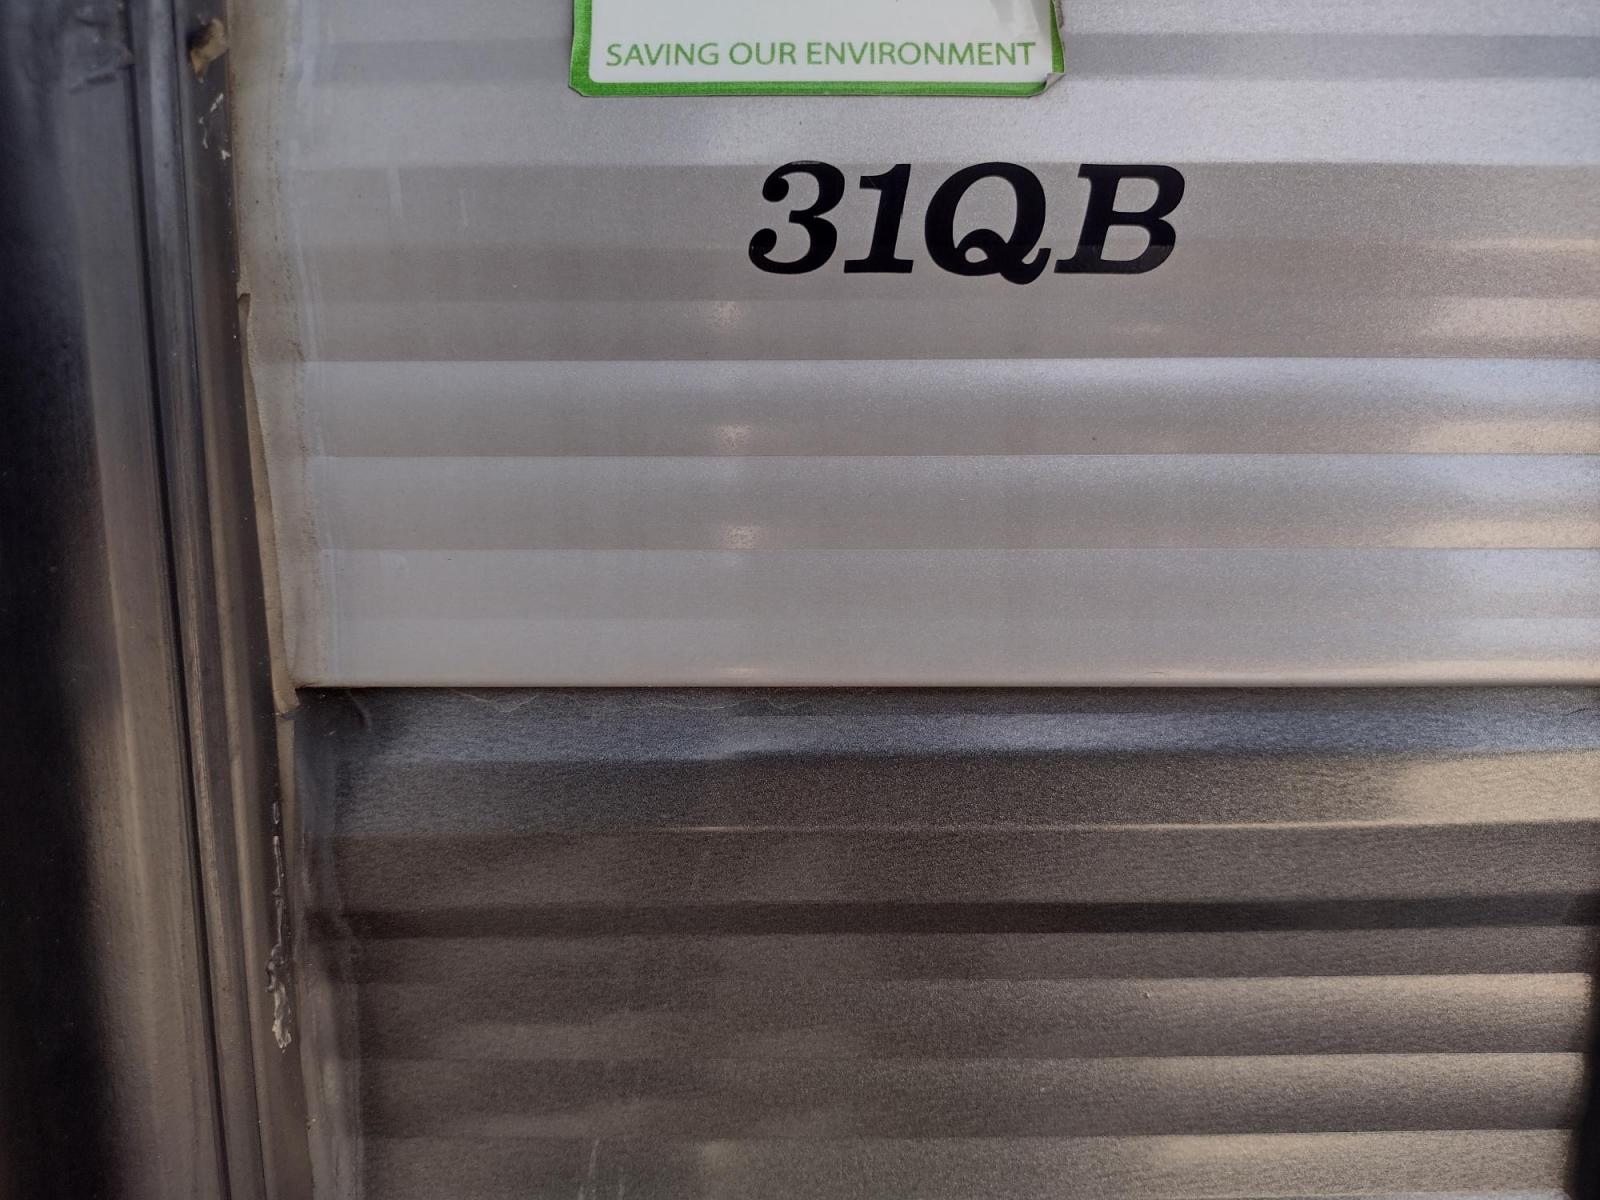 SAVING OUR ENVIRONMENT
31QB